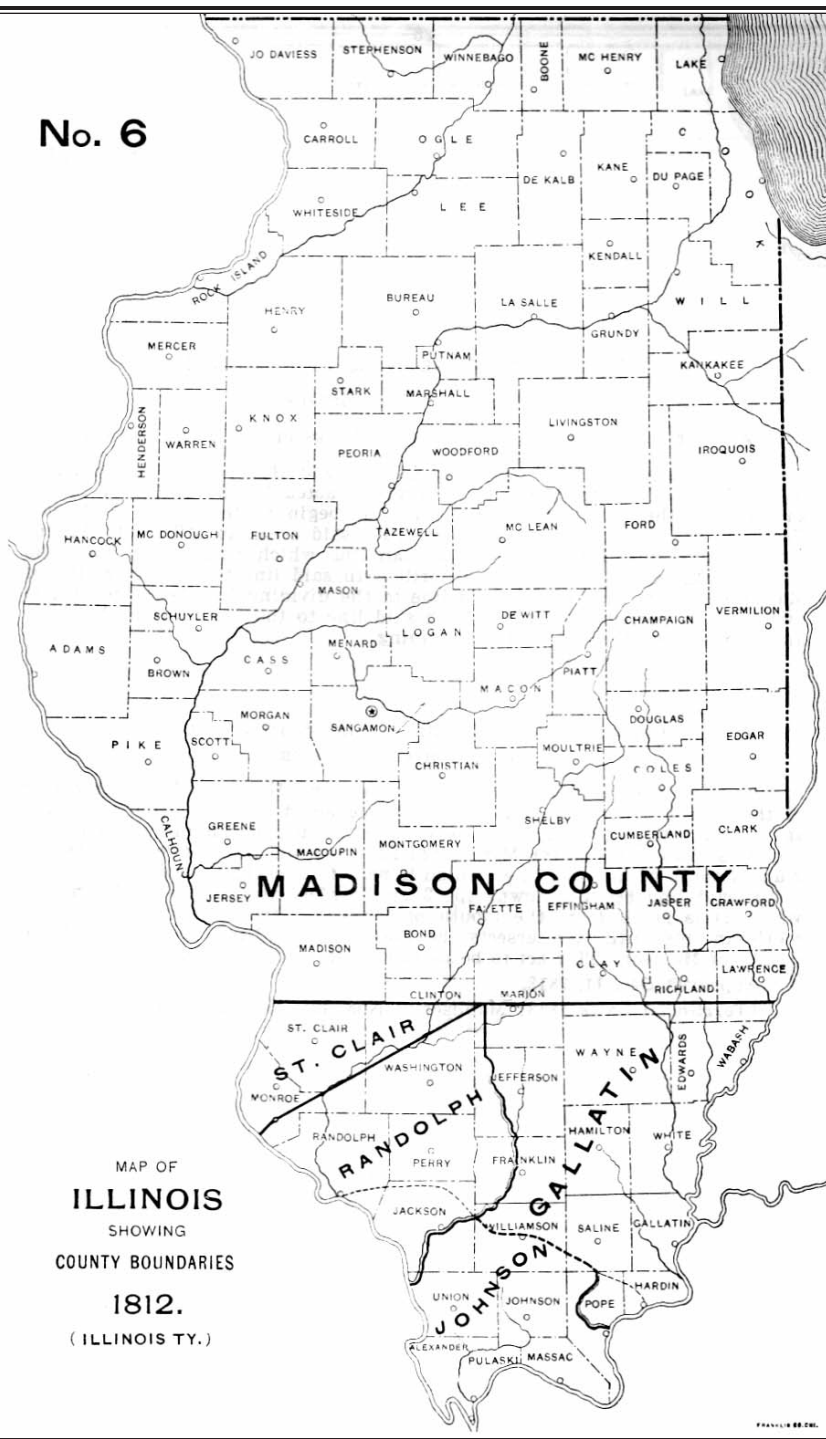 No. 6
JO DAVIESS
STEPHENSON
WINNEBAGO
BOONE
MC HENRY
LAKE
CARROLL
OGLE
DE KALB
KANE
DU PAGE
COOK
WHITESIDE
LEE
KENDALL
ROCK ISLAND
HENRY
BUREAU
LA SALLE
WILL
GRUNDY
MERCER
PUTNAM
KANKAKEE
STARK
MARSHALL
HENDERSON
WARREN
KNOX
LIVINGSTON
PEORIA
WOODFORD
IROQUOIS
HANCOCK
MC DONOUGH
FULTON
TAZEWELL
MC LEAN
FORD
MASON
SCHUYLER
LOGAN
DE WITT
CHAMPAIGN
VERMILION
ADAMS
BROWN
CASS
MENARD
PIATT
MACON
MORGAN
SANGAMON
DOUGLAS
PIKE
SCOTT
MOULTRIE
EDGAR
CHRISTIAN
COLES
CALHOUN
GREENE
MACOUPIN
MONTGOMERY
SHELBY
CUMBERLAND
CLARK
MADISON COUNTY
JERSEY
FAYETTE
EFFINGHAM
JASPER
CRAWFORD
MADISON
BOND
CLAY
RICHLAND
LAWRENCE
CLINTON
MARION
ST. CLAIR
ST. CLAIR
WASHINGTON
JEFFERSON
WAYNE
EDWARDS
WABASH
MONROE
RANDOLPH
RANDOLPH
PERRY
FRANKLIN
HAMILTON
WHITE
GALLATIN
JACKSON
WILLIAMSON
SALINE
GALLATIN
JOHNSON
UNION
JOHNSON
POPE
HARDIN
ALEXANDER
PULASKI
MASSAC
MAP OF
ILLINOIS
SHOWING
COUNTY BOUNDARIES
1812.
(ILLINOIS TY.)